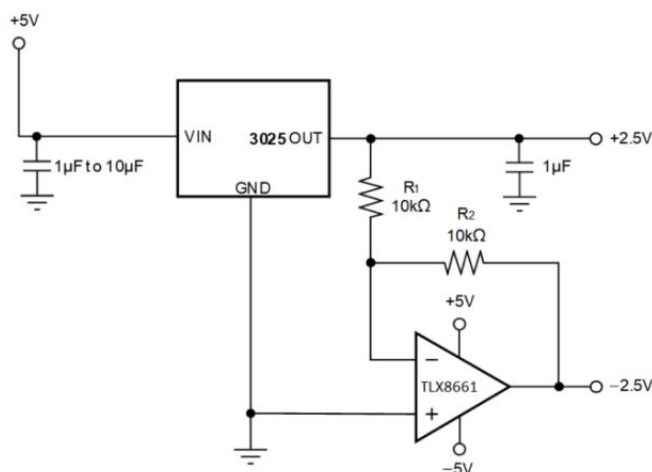 +5V
VIN
3025 OUT
+2.5V
1μF to 10μF
1μF
GND
R1
10kΩ
R2
10kΩ
+5V
−
TLX8661
−2.5V
+
−5V